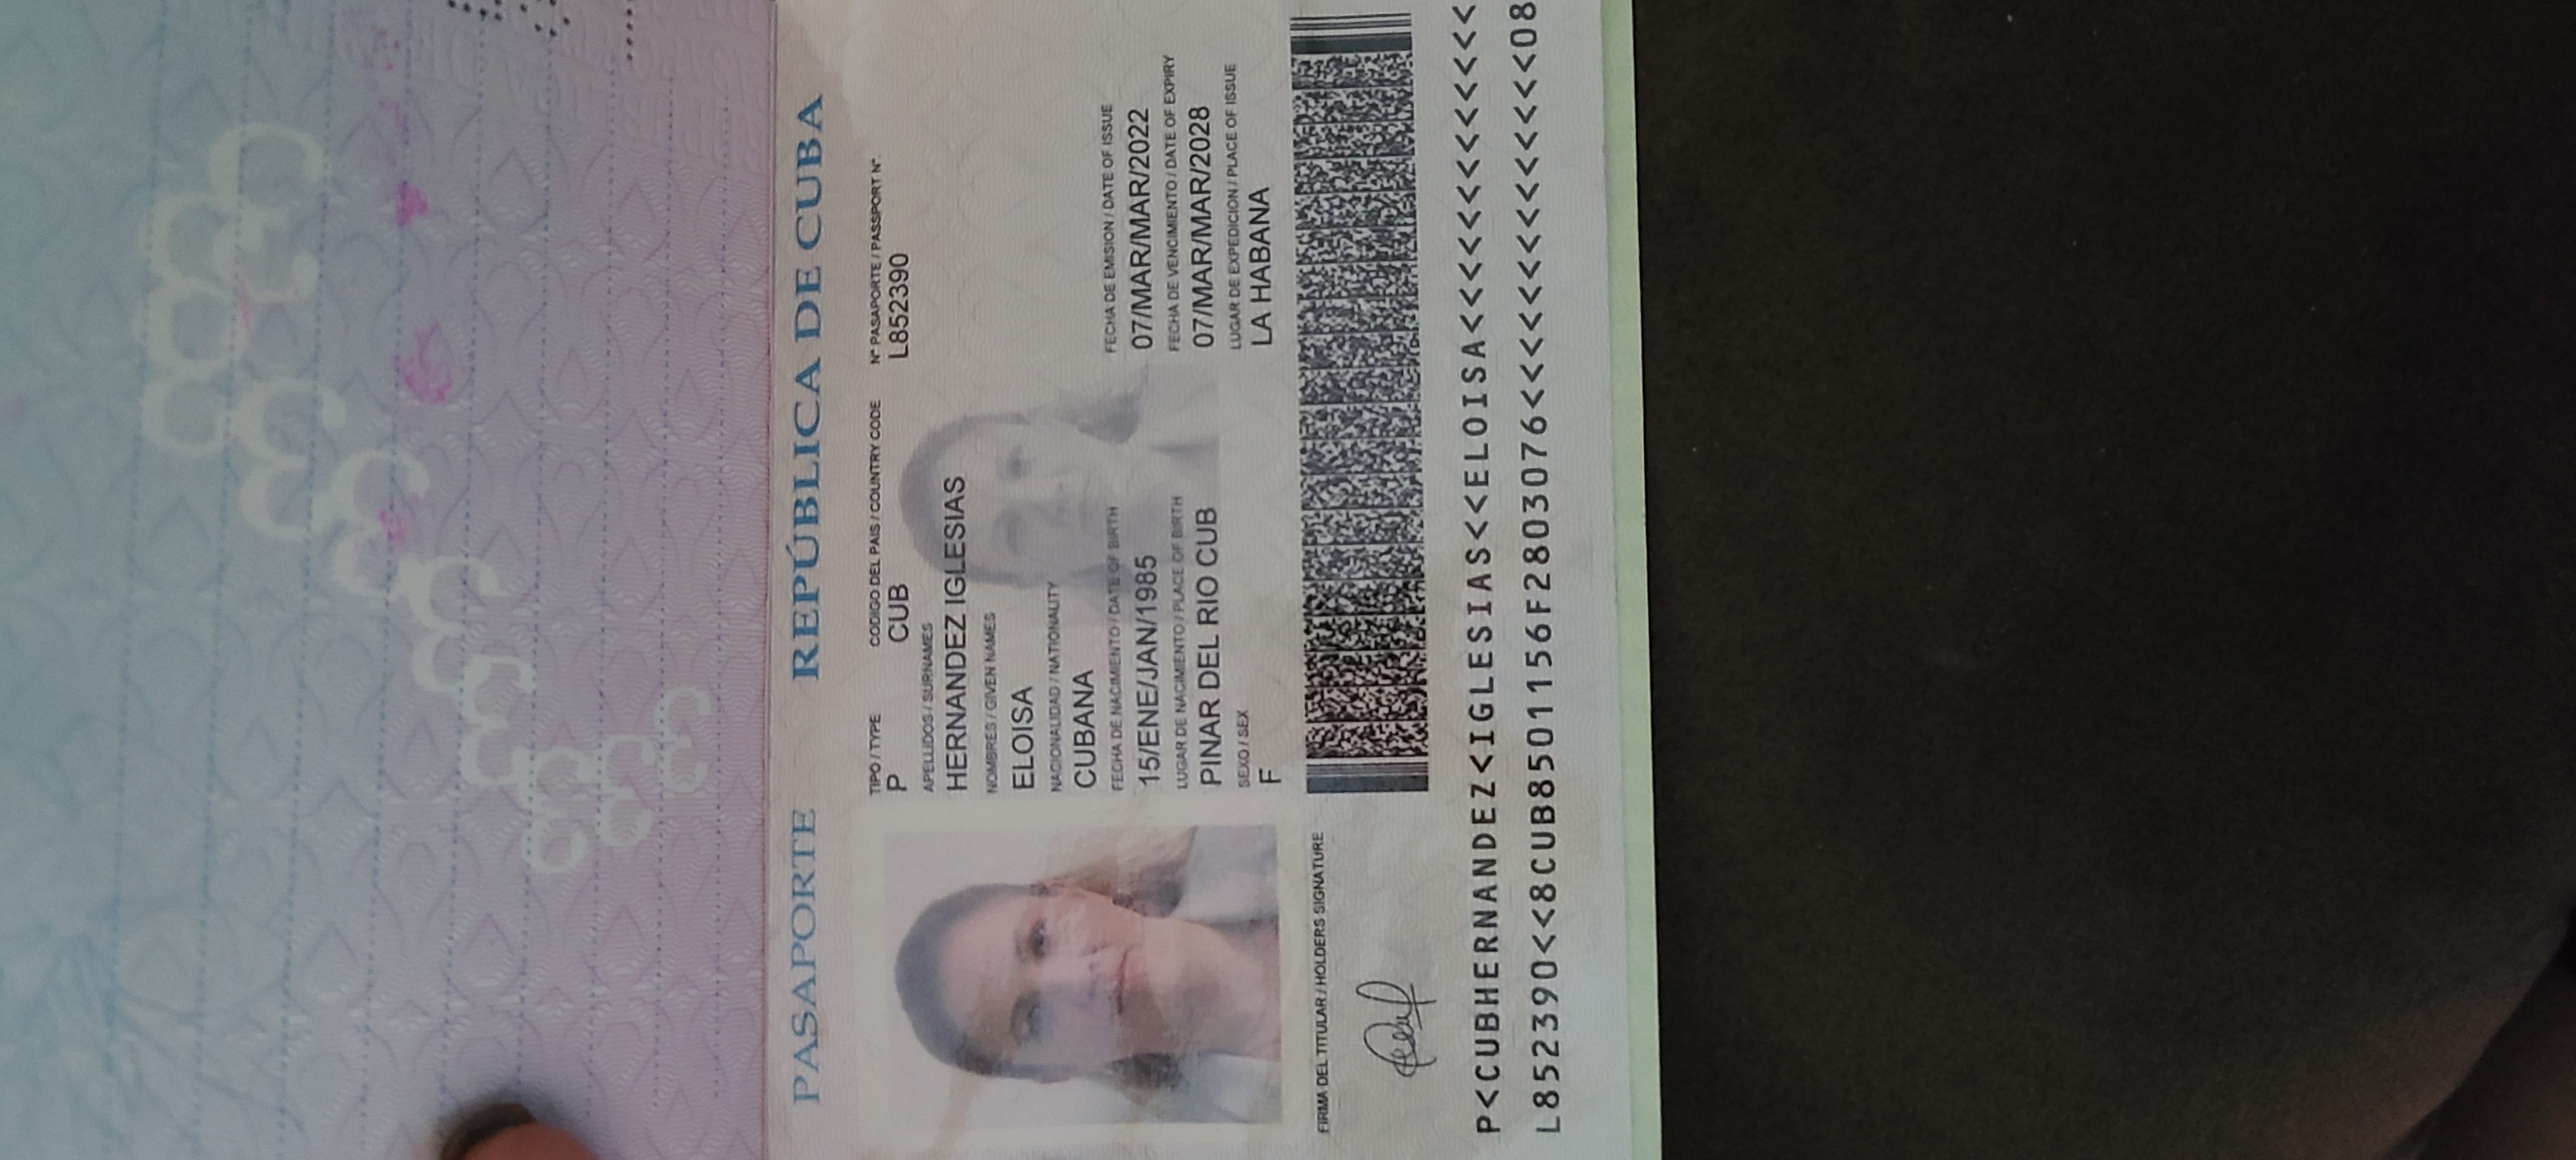 PASAPORTE REPÚBLICA DE CUBA
TIPO / TYPE CODIGO DEL PAIS / COUNTRY CODE Nº PASAPORTE / PASSPORT Nº.
P CUB L852390
APELLIDOS / SURNAMES
HERNANDEZ IGLESIAS
NOMBRES / GIVEN NAMES
ELOISA
NACIONALIDAD / NATIONALITY
CUBANA
FECHA DE NACIMIENTO / DATE OF BIRTH FECHA DE EMISION / DATE OF ISSUE
15/ENE/JAN/1985 07/MAR/MAR/2022
LUGAR DE NACIMIENTO / PLACE OF BIRTH FECHA DE VENCIMIENTO / DATE OF EXPIRY
PINAR DEL RIO CUB 07/MAR/MAR/2028
SEXO / SEX LUGAR DE EXPEDICION / PLACE OF ISSUE
F LA HABANA
FIRMA DEL TITULAR / HOLDERS SIGNATURE
P<CUBHERNANDEZ<IGLESIAS<<ELOISA<<<<<<<<<<<<<
L852390<<8CUB8501156F2803076<<<<<<<<<<<<<<08